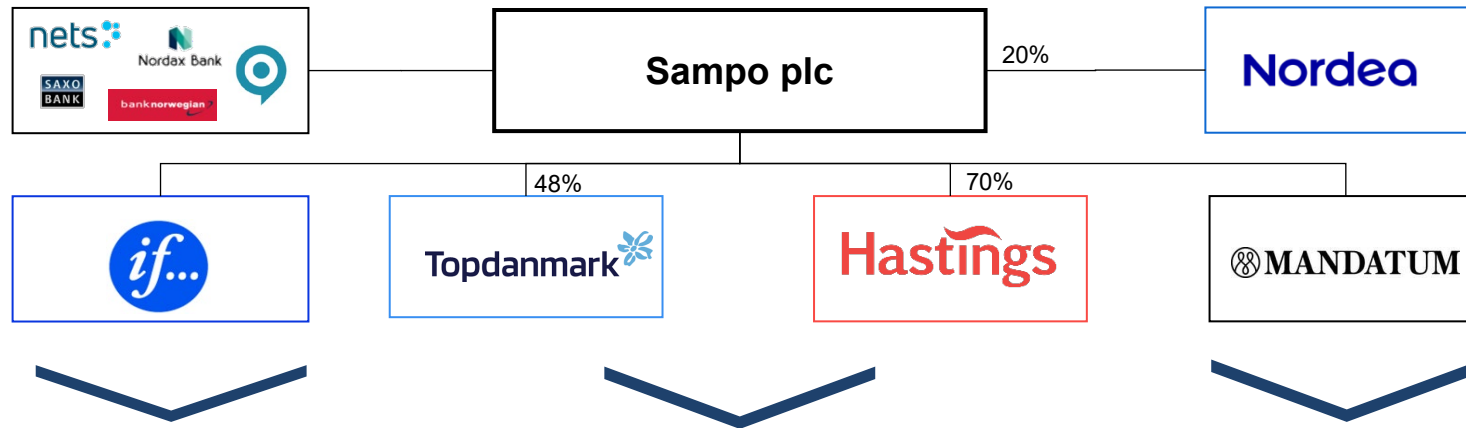 nets
Nordax Bank
SAXO
BANK
banknorwegian
Sampo plc
20%
Nordea
48%
70%
if...
Topdanmark
Hastings
MANDATUM